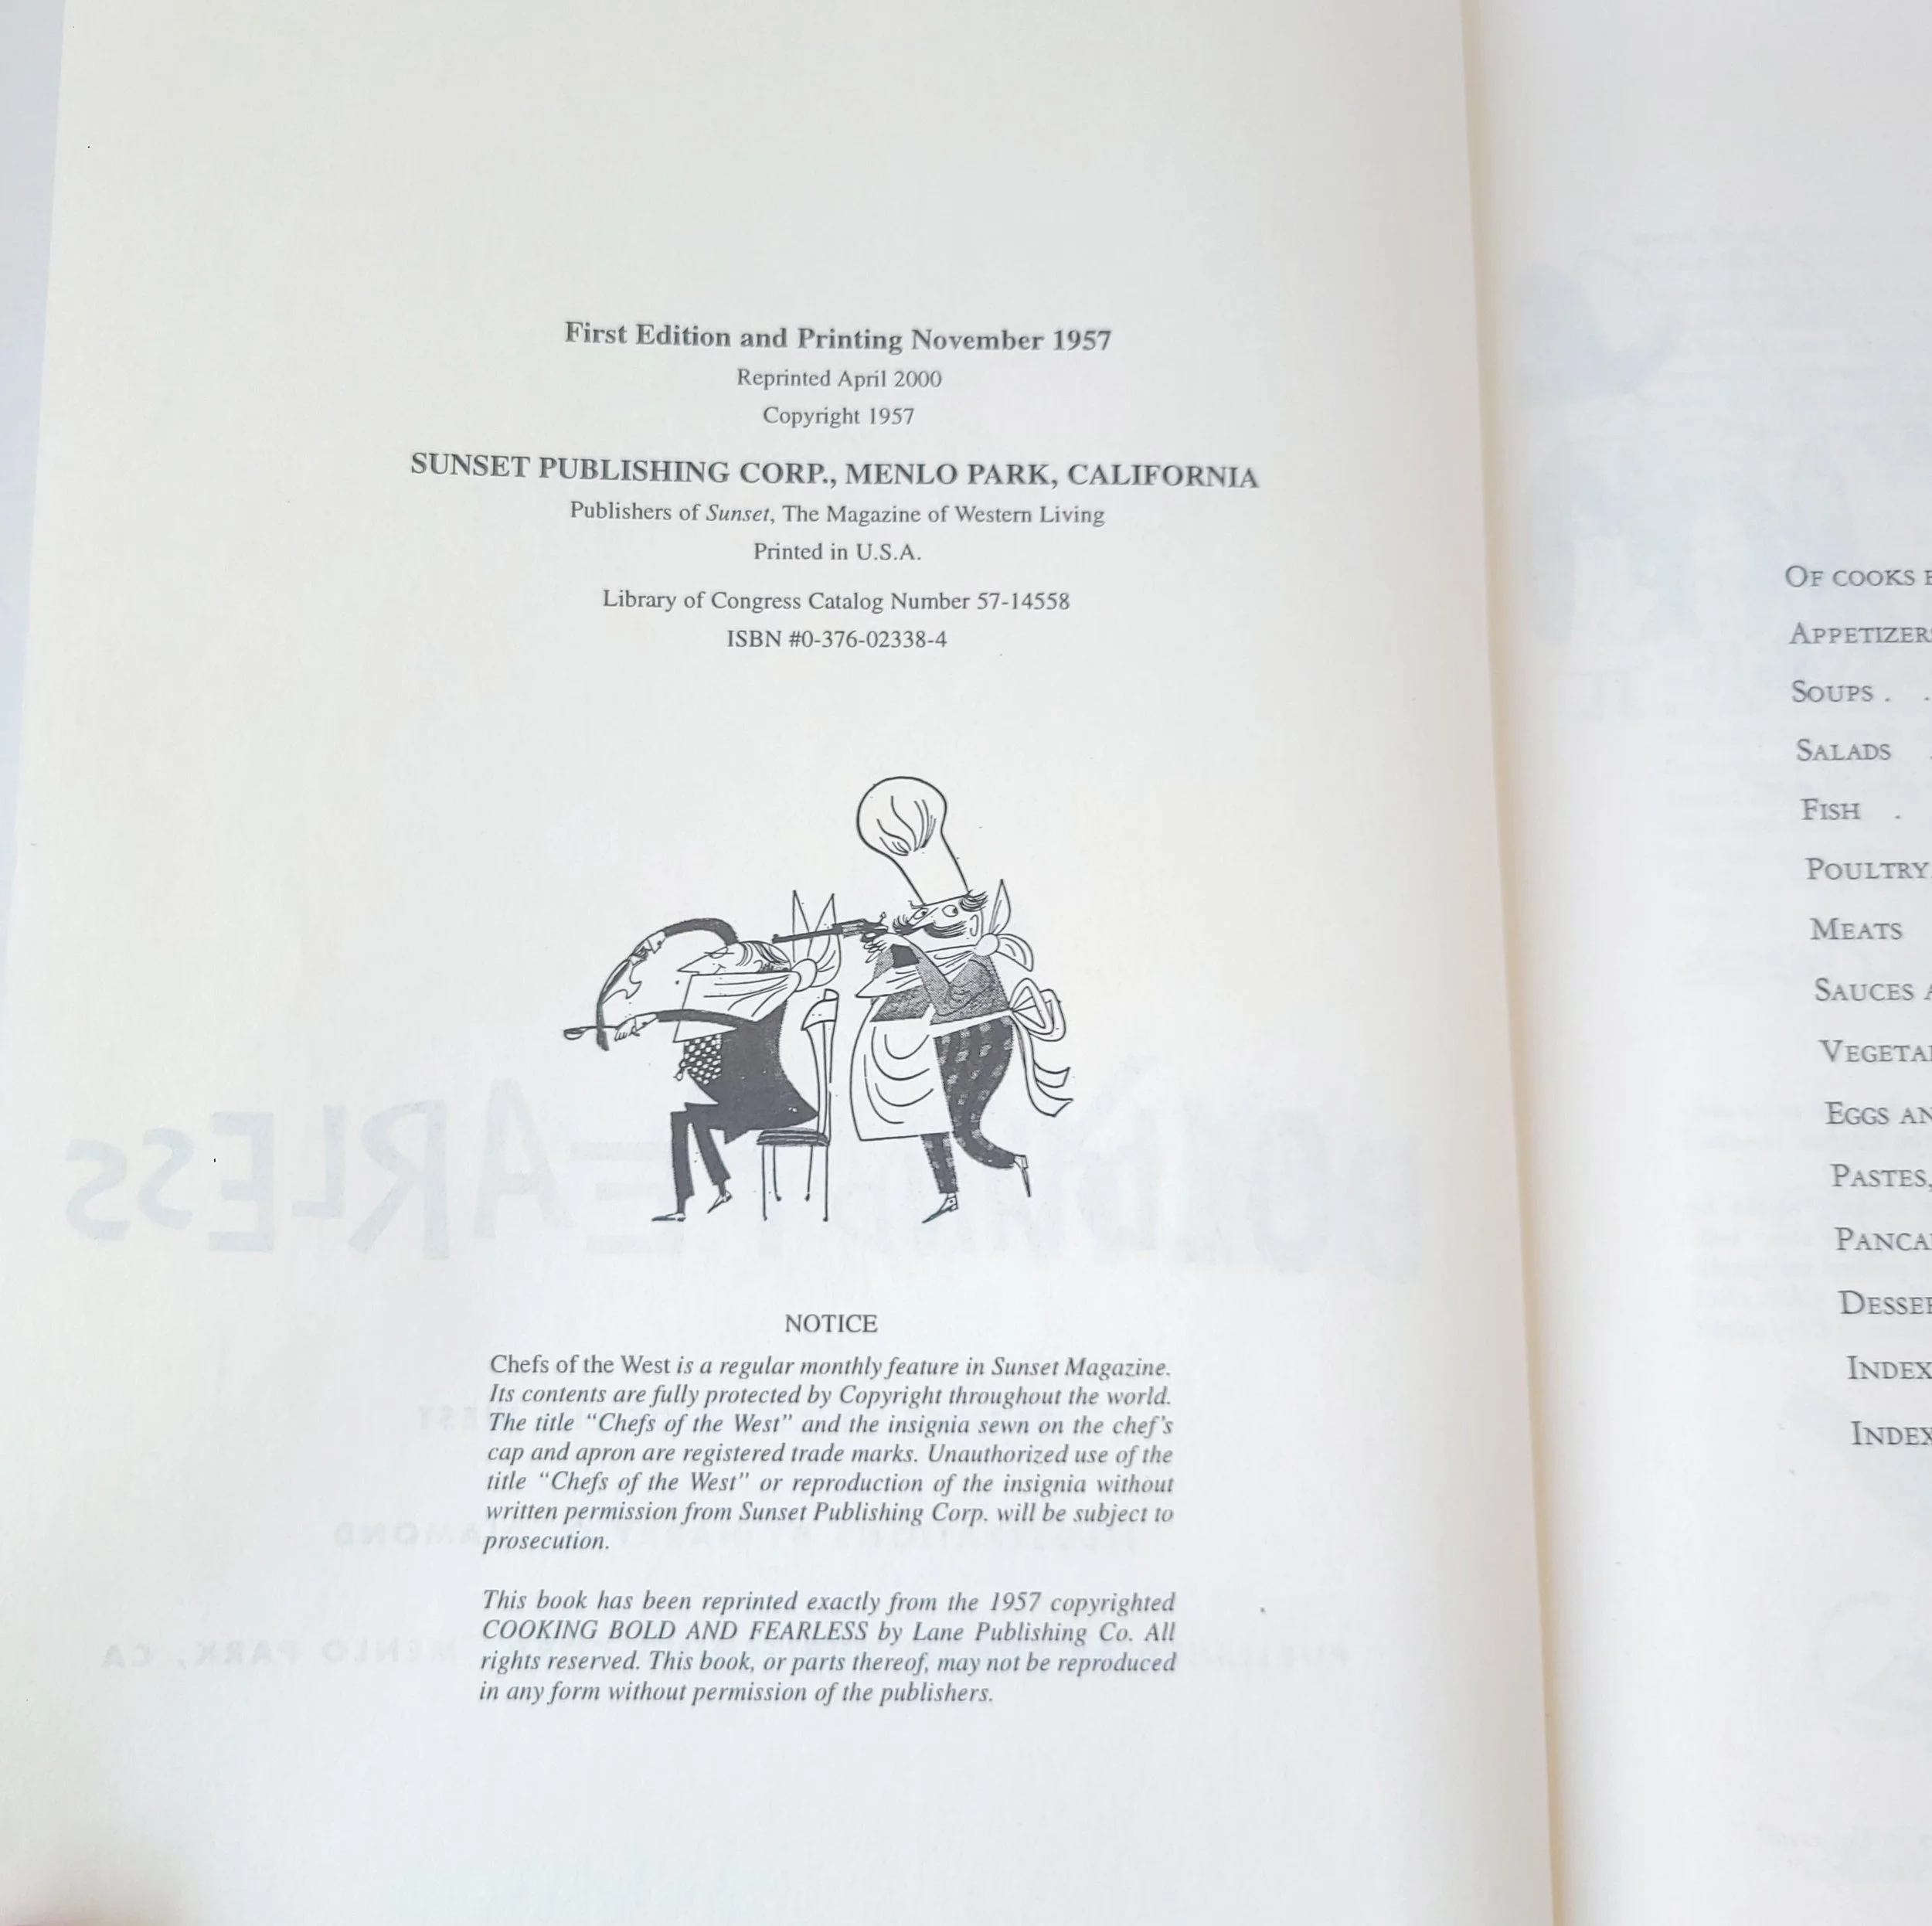 First Edition and Printing November 1957
Reprinted April 2000
Copyright 1957
SUNSET PUBLISHING CORP., MENLO PARK, CALIFORNIA
Publishers of Sunset, The Magazine of Western Living
Printed in U.S.A.
Library of Congress Catalog Number 57-14558
ISBN #0-376-02338-4
NOTICE
Chefs of the West is a regular monthly feature in Sunset Magazine.
Its contents are fully protected by Copyright throughout the world.
The title “Chefs of the West” and the insignia sewn on the chef’s
cap and apron are registered trade marks. Unauthorized use of the
title “Chefs of the West” or reproduction of the insignia without
written permission from Sunset Publishing Corp. will be subject to
prosecution.
This book has been reprinted exactly from the 1957 copyrighted
COOKING BOLD AND FEARLESS by Lane Publishing Co. All
rights reserved. This book, or parts thereof, may not be reproduced
in any form without permission of the publishers.
OF COOKS
APPETIZERS
SOUPS . .
SALADS
FISH .
POULTRY
MEATS
SAUCES
EGGS
PASTES,
INDEX
INDEX